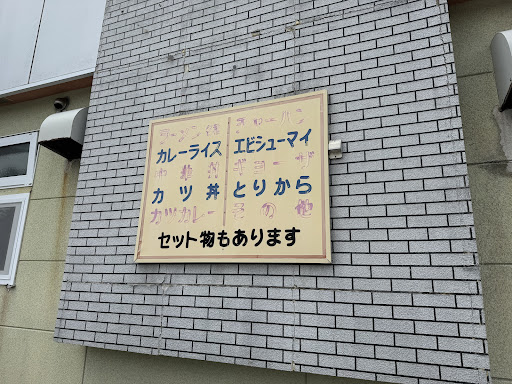 ラーメン各 チャーハン
カレーライス エビシューマイ
中華丼 ギョーザ
カツ丼 とりから
カツカレー その他
セット物もあります